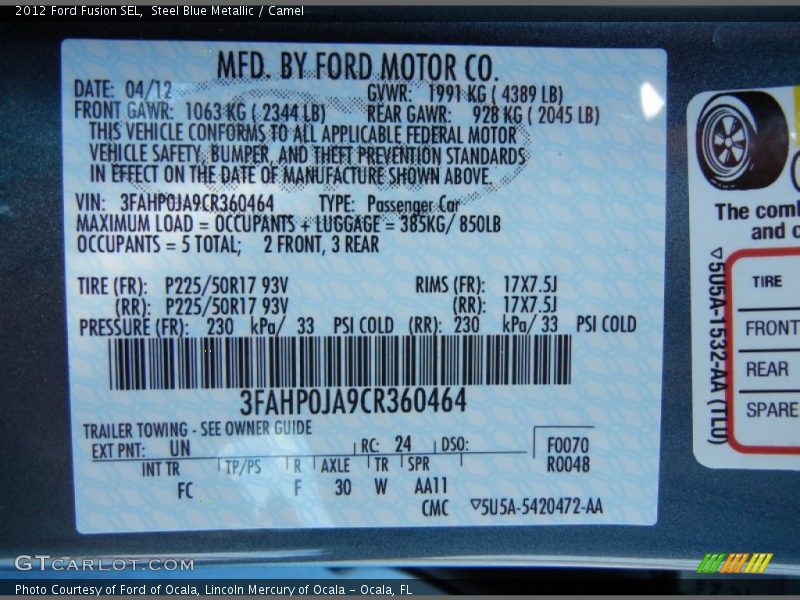 2012 Ford Fusion SEL,  Steel Blue Metallic / Camel
MFD. BY FORD MOTOR CO.
DATE: 04/12 GVWR: 1991 KG ( 4389 LB)
FRONT GAWR: 1063 KG ( 2344 LB) REAR GAWR: 928 KG ( 2045 LB)
THIS VEHICLE CONFORMS TO ALL APPLICABLE FEDERAL MOTOR
VEHICLE SAFETY, BUMPER, AND THEFT PREVENTION STANDARDS
IN EFFECT ON THE DATE OF MANUFACTURE SHOWN ABOVE.
VIN: 3FAHP0JA9CR360464 TYPE: Passenger Car
MAXIMUM LOAD = OCCUPANTS + LUGGAGE = 385KG/ 850LB
OCCUPANTS = 5 TOTAL; 2 FRONT, 3 REAR
TIRE (FR): P225/50R17 93V RIMS (FR): 17X7.5J
(RR): P225/50R17 93V (RR): 17X7.5J
PRESSURE (FR): 230 kPa/ 33 PSI COLD (RR): 230 kPa/ 33 PSI COLD
3FAHP0JA9CR360464
TRAILER TOWING - SEE OWNER GUIDE
EXT PNT: UN RC: 24 DSO: F0070
R0048
INT TR TP/PS R AXLE TR SPR
FC F 30 W AA11
CMC ▽5U5A-5420472-AA
The comb
and c
▽5U5A-1532-AA (TLU)
TIRE
FRONT
REAR
SPARE
GTCARLOT.COM
Photo Courtesy of Ford of Ocala, Lincoln Mercury of Ocala – Ocala, FL